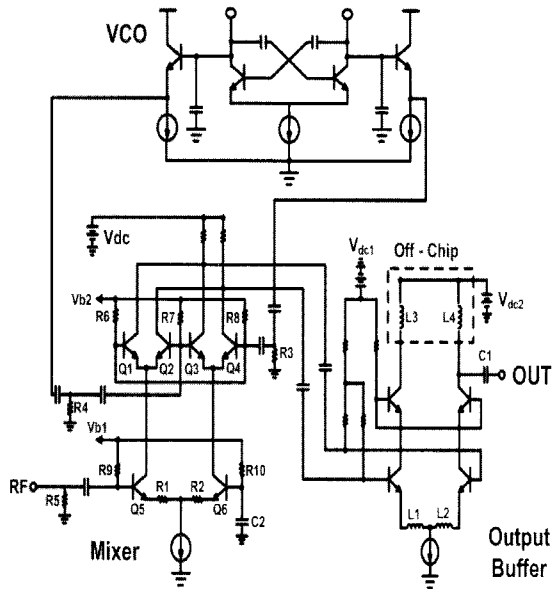 VCO
Vdc
Vdc1
Off - Chip
Vdc2
L3
L4
Vb2
R6
R7
R8
C1
OUT
Q1
Q2
Q3
Q4
R3
R4
Vb1
R9
R10
RF
R5
R1
R2
Q5
Q6
C2
L1
L2
Mixer
Output
Buffer